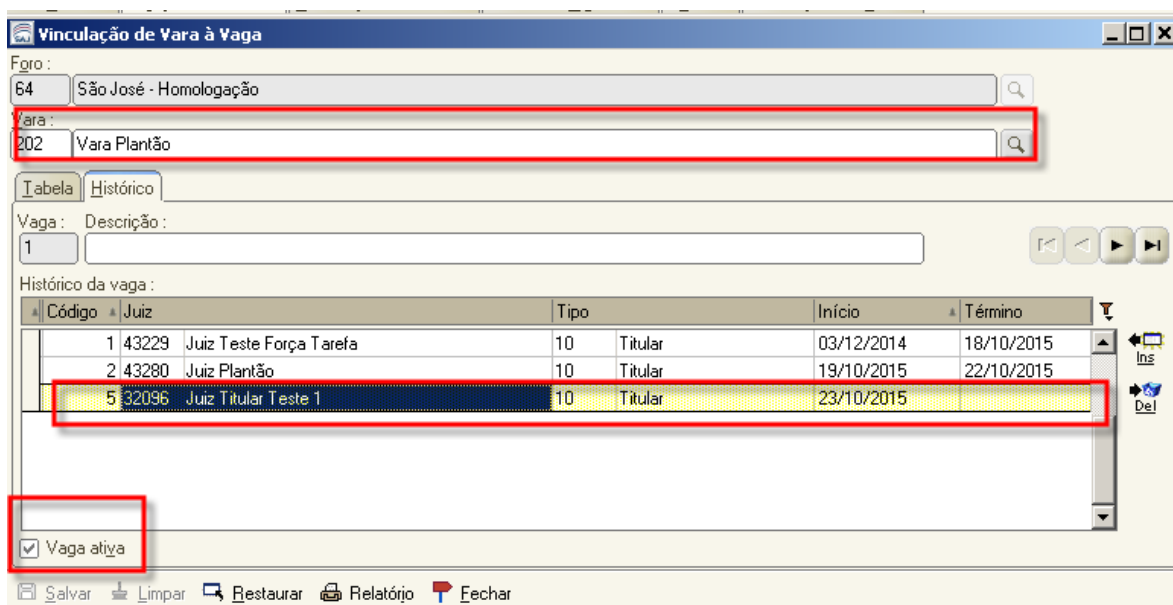 Vinculação de Vara à Vaga
Foro :
64 São José - Homologação
Vara :
202 Vara Plantão
Tabela Histórico
Vaga : Descrição :
1
Histórico da vaga :
Código Juiz Tipo Início Término
1 43229 Juiz Teste Força Tarefa 10 Titular 03/12/2014 18/10/2015
2 43280 Juiz Plantão 10 Titular 19/10/2015 22/10/2015
5 32096 Juiz Titular Teste 1 10 Titular 23/10/2015
Ins
Del
Vaga ativa
Salvar Limpar Restaurar Relatório Fechar